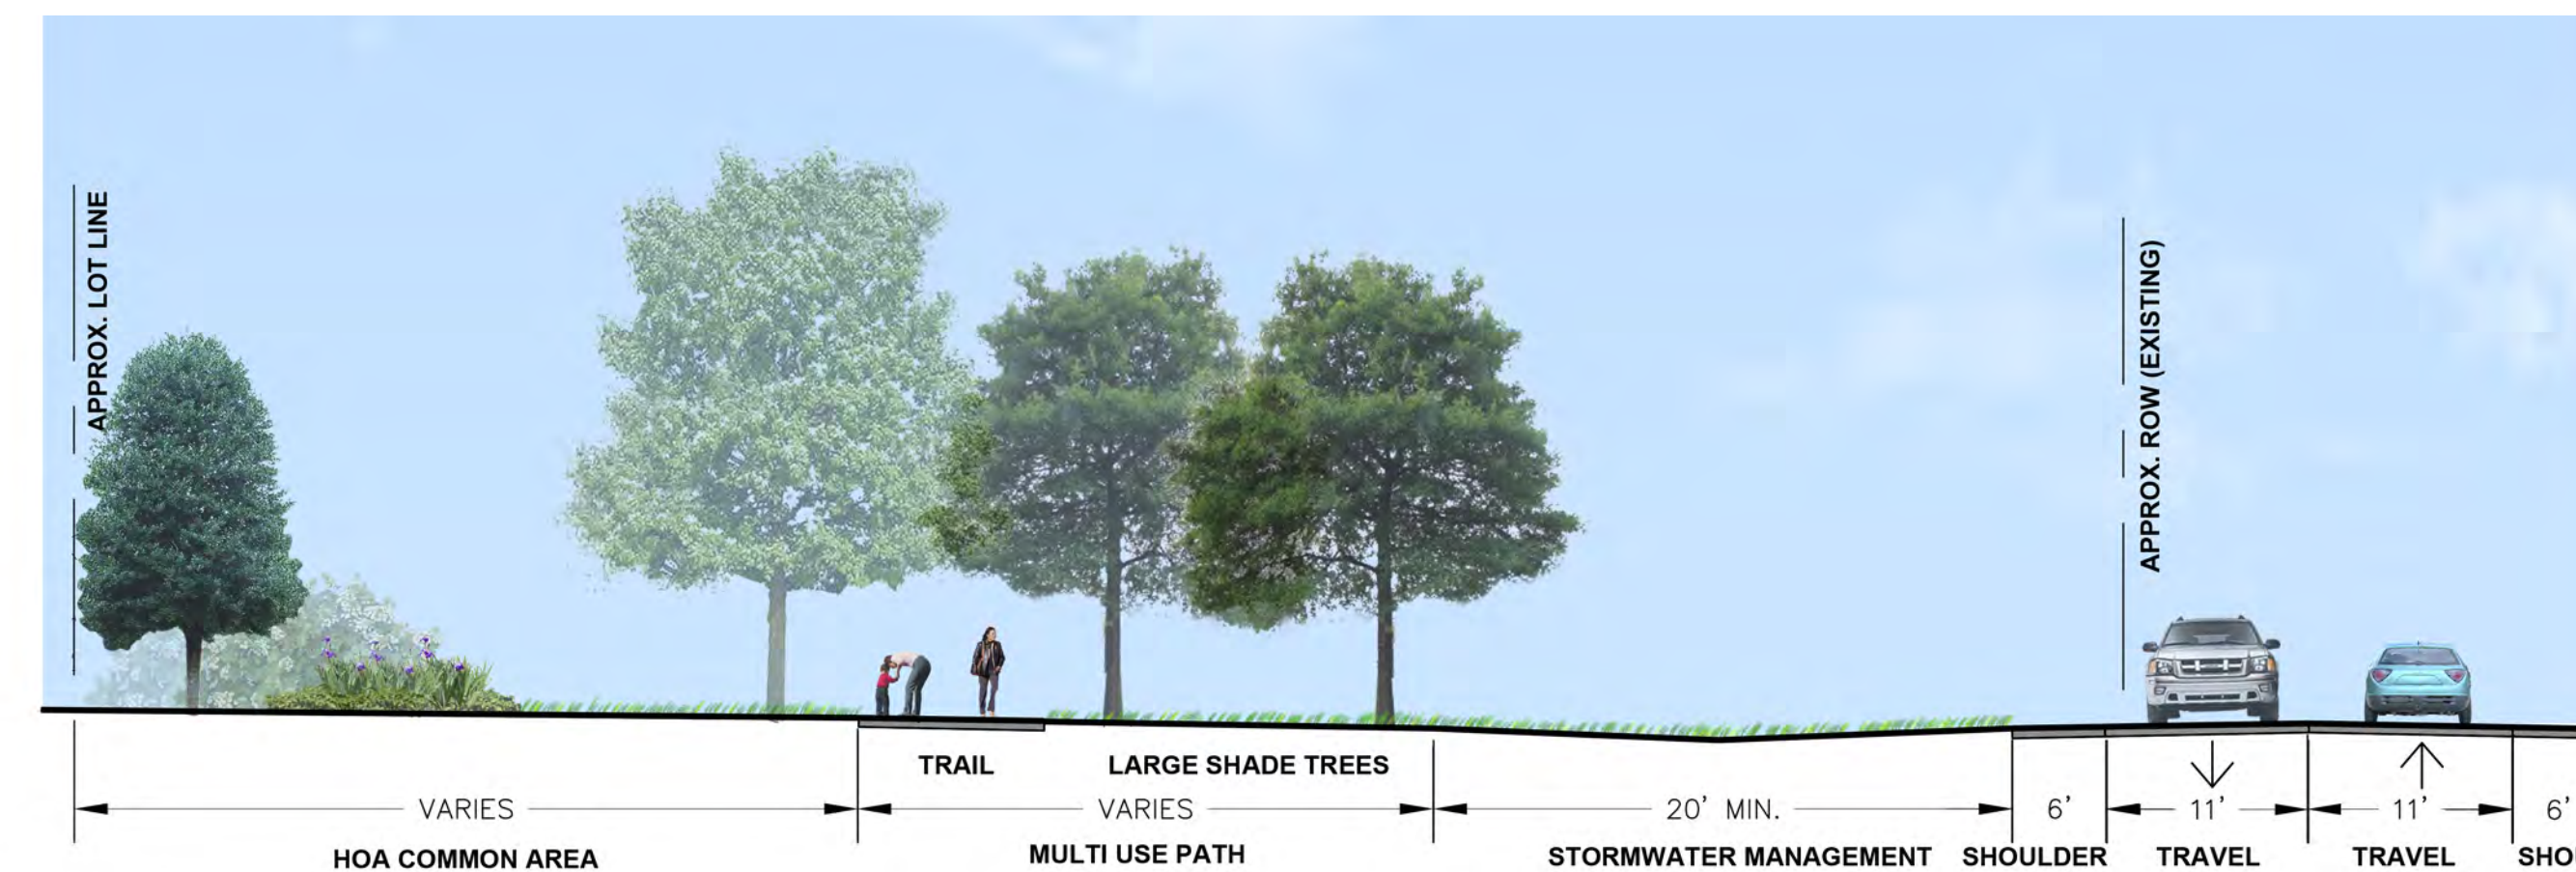 APPROX. LOT LINE
APPROX. ROW (EXISTING)
TRAIL
LARGE SHADE TREES
VARIES
VARIES
20' MIN.
6'
11'
11'
6'
HOA COMMON AREA
MULTI USE PATH
STORMWATER MANAGEMENT
SHOULDER
TRAVEL
TRAVEL